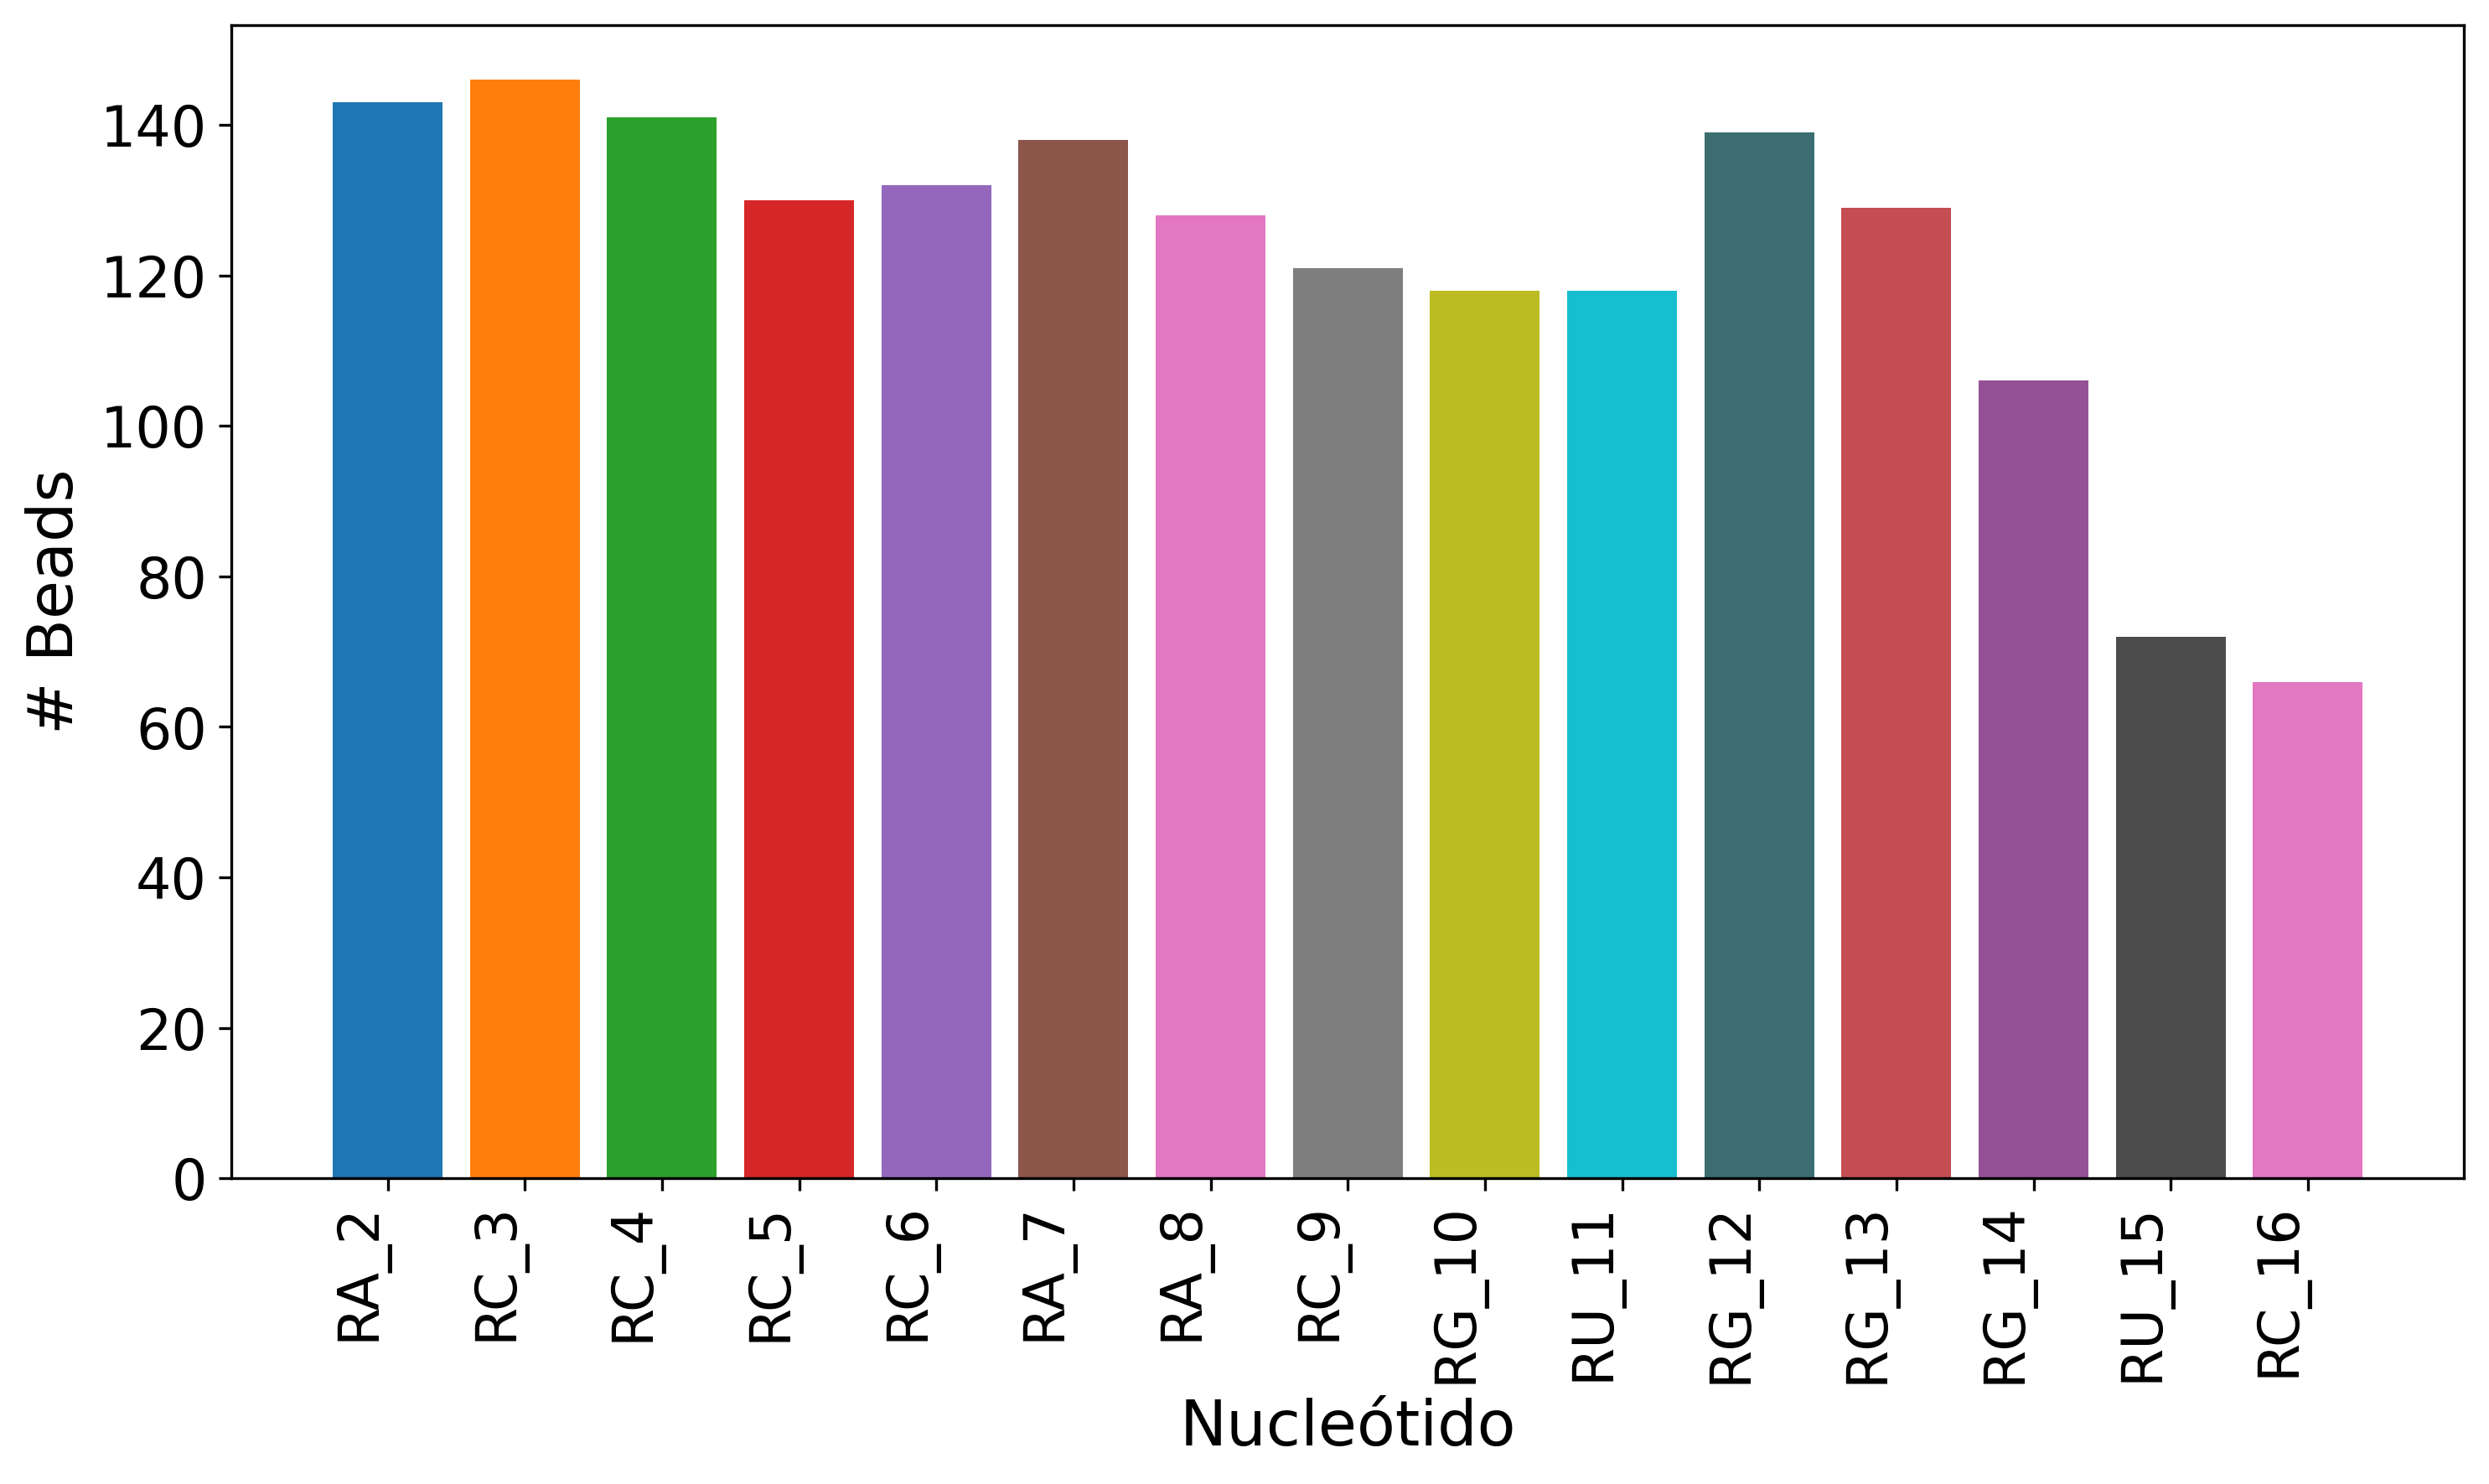 # Beads
140
120
100
80
60
40
20
0
RA_2
RC_3
RC_4
RC_5
RC_6
RA_7
RA_8
RC_9
RG_10
RU_11
RG_12
RG_13
RG_14
RU_15
RC_16
Nucleótido